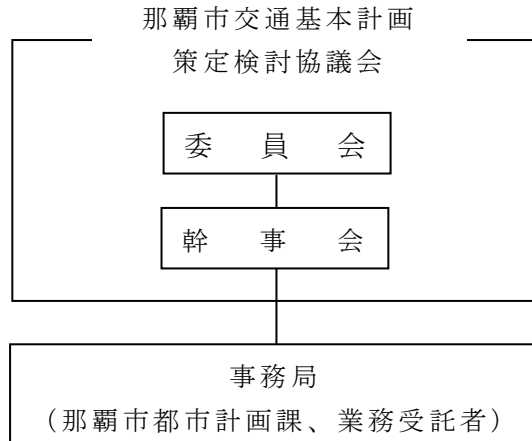 那覇市交通基本計画
策定検討協議会
委員会
幹事会
事務局
（那覇市都市計画課、業務受託者）